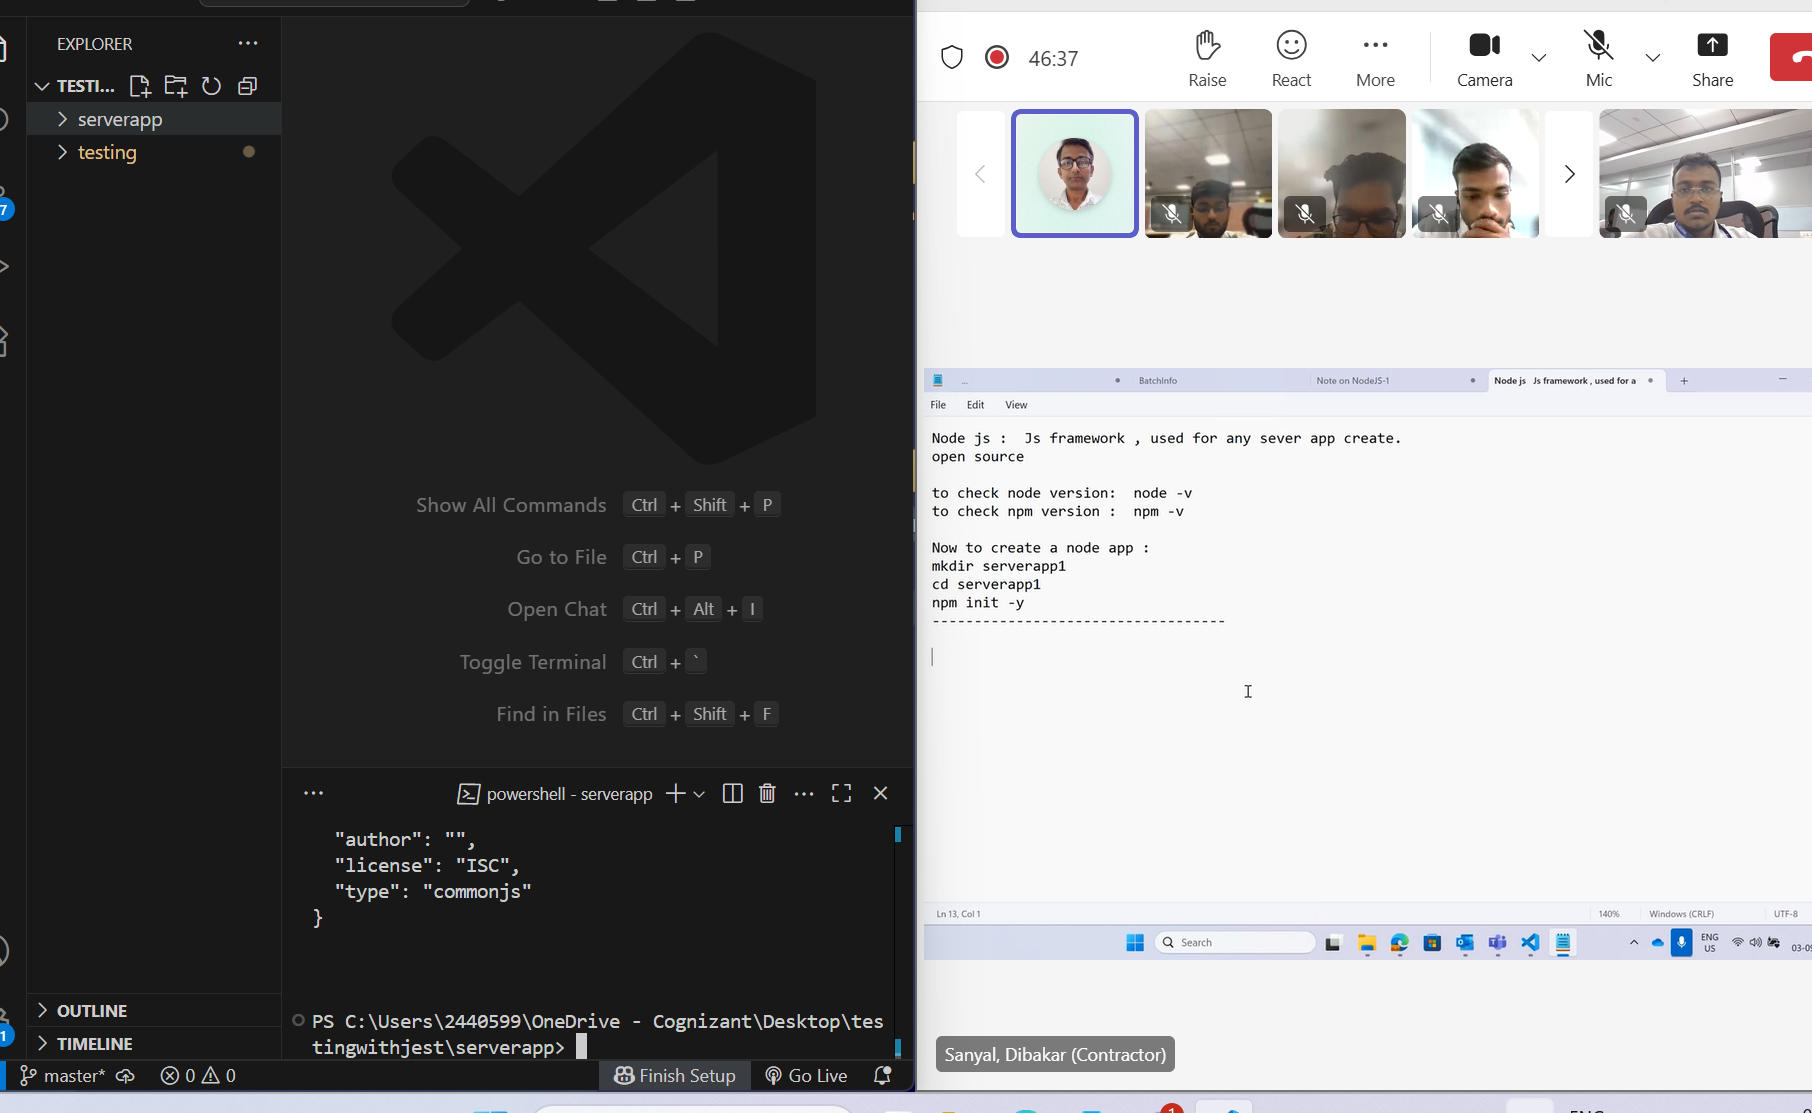 EXPLORER
TESTI...
serverapp
testing
7
Show All Commands Ctrl + Shift + P
Go to File Ctrl + P
Open Chat Ctrl + Alt + I
Toggle Terminal Ctrl + `
Find in Files Ctrl + Shift + F
powershell - serverapp
"author": "",
"license": "ISC",
"type": "commonjs"
}
PS C:\Users\2440599\OneDrive - Cognizant\Desktop\tes
tingwithjest\serverapp>
OUTLINE
TIMELINE
1
master* 0 0
Finish Setup Go Live
46:37
Raise React More Camera Mic Share
... BatchInfo Note on NodeJS-1 Node js Js framework , used for a
File Edit View
Node js : Js framework , used for any sever app create.
open source
to check node version: node -v
to check npm version : npm -v
Now to create a node app :
mkdir serverapp1
cd serverapp1
npm init -y
-----------------------------------
Ln 13, Col 1 140% Windows (CRLF) UTF-8
Search
ENG
US
Sanyal, Dibakar (Contractor)
1